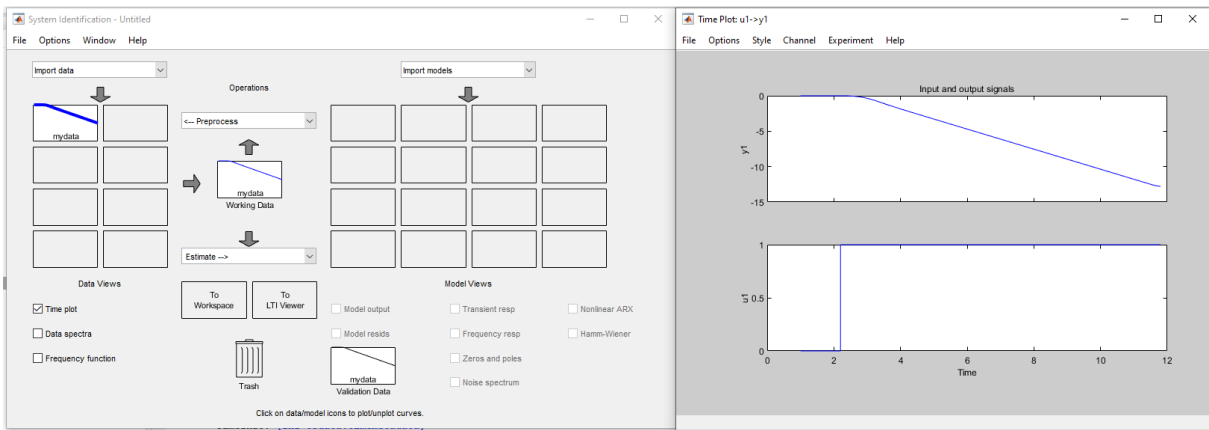 System Identification - Untitled
File Options Window Help
Import data
Import models
Operations
<-- Preprocess
mydata
mydata
Working Data
Estimate -->
Data Views
Model Views
To Workspace
To LTI Viewer
Time plot
Data spectra
Frequency function
Model output
Transient resp
Nonlinear ARX
Model resids
Frequency resp
Hamm-Wiener
Zeros and poles
Noise spectrum
Trash
mydata
Validation Data
Click on data/model icons to plot/unplot curves.
Time Plot: u1->y1
File Options Style Channel Experiment Help
Input and output signals
0
-5
-10
-15
y1
1
0.5
0
u1
0 2 4 6 8 10 12
Time